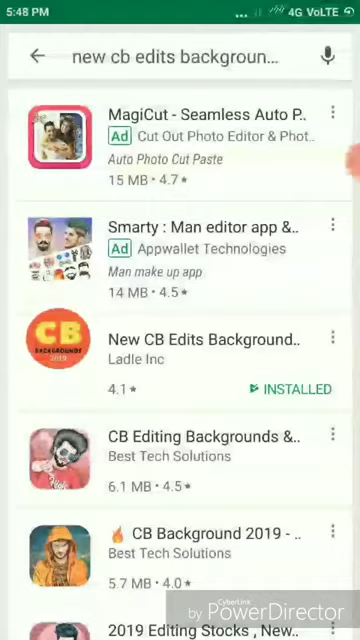 5:48 PM
... 4G VoLTE
new cb edits backgroun...
MagiCut - Seamless Auto P..
Ad Cut Out Photo Editor & Phot..
Auto Photo Cut Paste
15 MB • 4.7★
Smarty : Man editor app &..
Ad Appwallet Technologies
Man make up app
14 MB • 4.5★
CB
BACKGROUNDS
2019
New CB Edits Background..
Ladle Inc
4.1★ INSTALLED
CB Editing Backgrounds &..
Best Tech Solutions
6.1 MB • 4.5★
🔥 CB Background 2019 - ..
Best Tech Solutions
5.7 MB • 4.0★
2019 Editing Stocks , New..
CyberLink
by PowerDirector